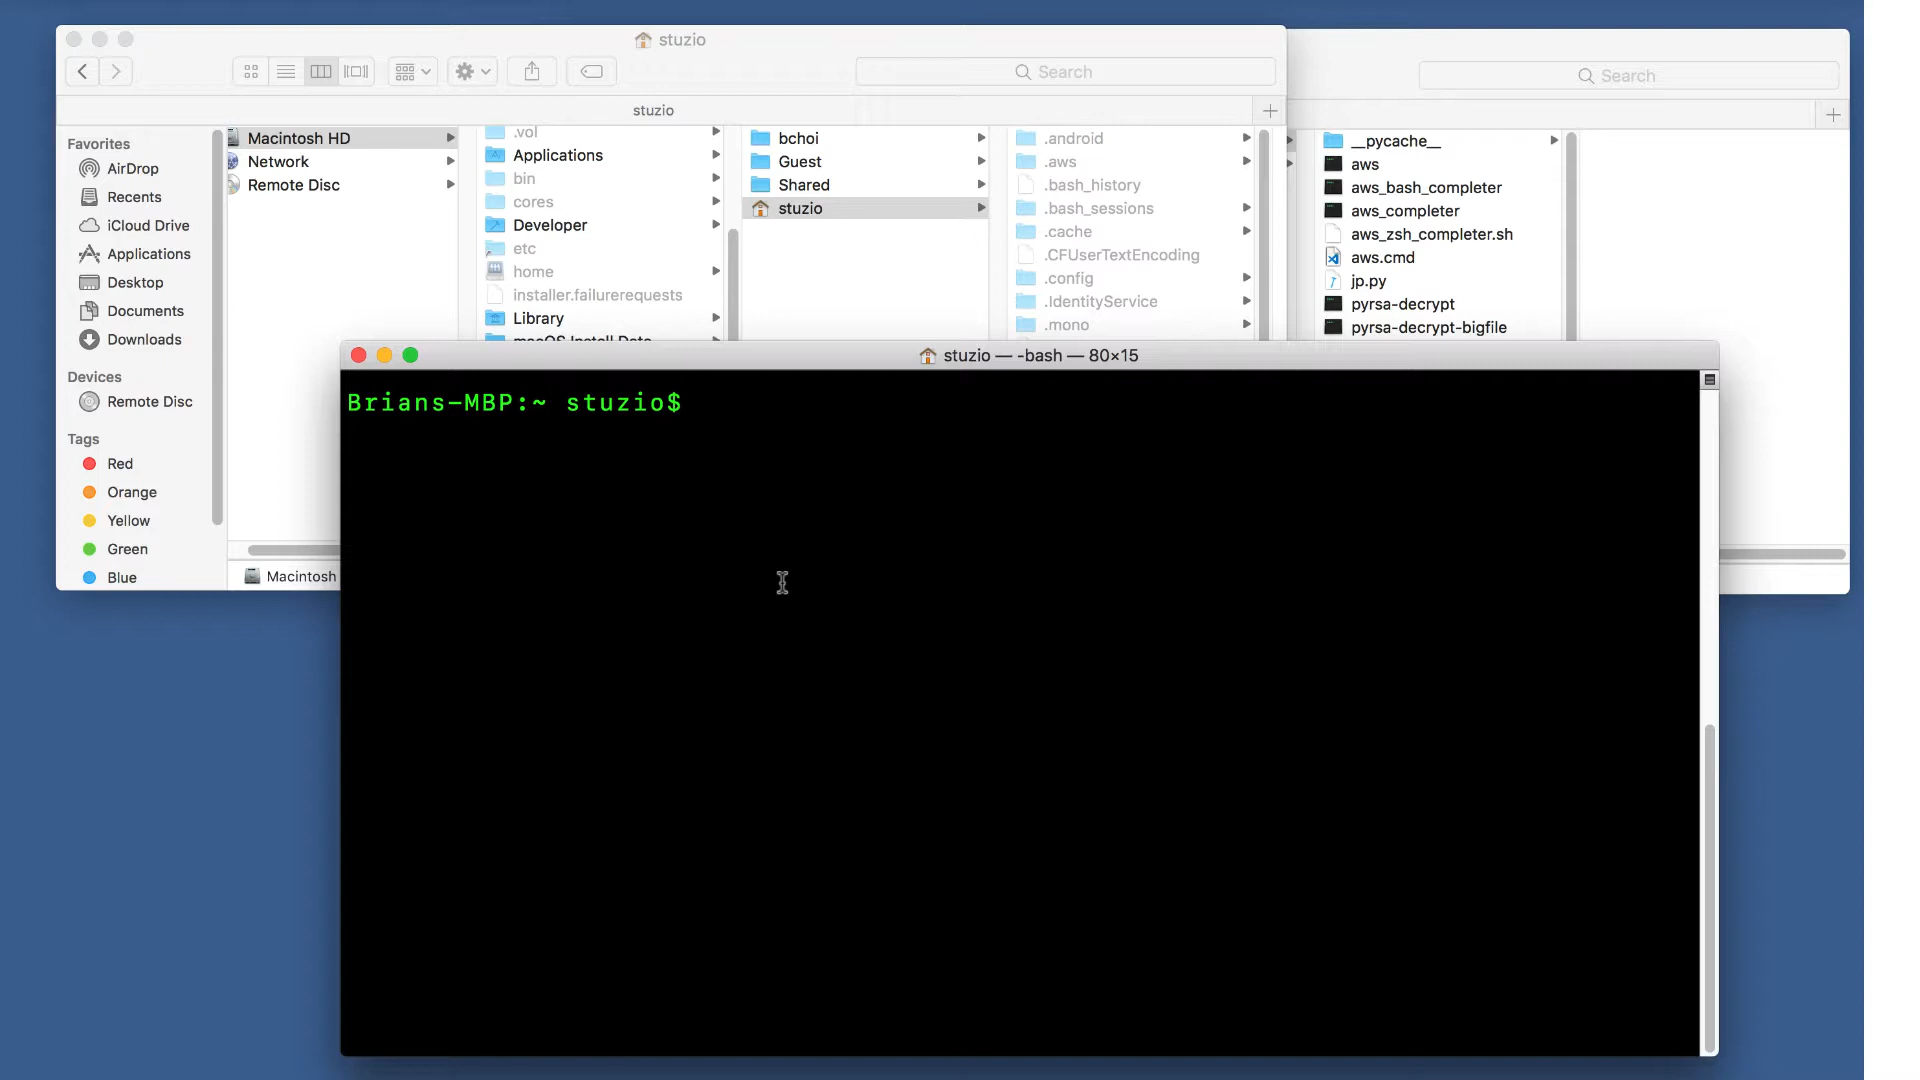 stuzio
Search
Search
stuzio
Favorites
AirDrop
Recents
iCloud Drive
Applications
Desktop
Documents
Downloads
Devices
Remote Disc
Tags
Red
Orange
Yellow
Green
Blue
Macintosh HD
Network
Remote Disc
.vol
Applications
bin
cores
Developer
etc
home
installer.failurerequests
Library
macOS Install Data
bchoi
Guest
Shared
stuzio
.android
.aws
.bash_history
.bash_sessions
.cache
.CFUserTextEncoding
.config
.IdentityService
.mono
__pycache__
aws
aws_bash_completer
aws_completer
aws_zsh_completer.sh
aws.cmd
jp.py
pyrsa-decrypt
pyrsa-decrypt-bigfile
Macintosh
stuzio — -bash — 80×15
Brians-MBP:~ stuzio$